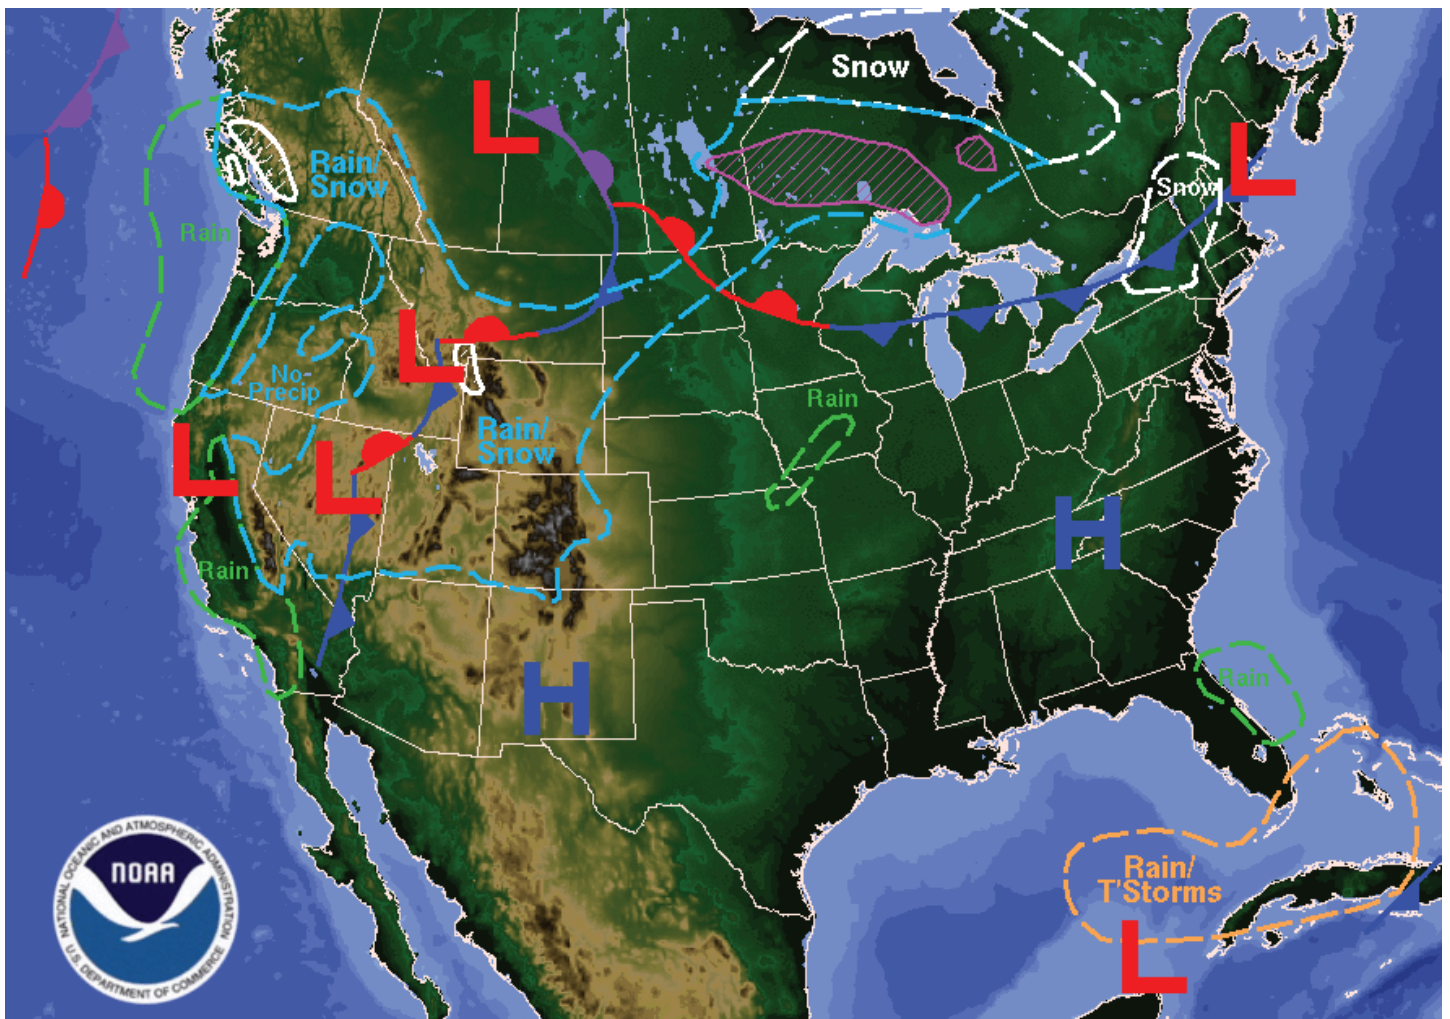 Snow
L
Rain/
Snow
Snow
L
Rain
L
No-
Precip
Rain
Rain/
Snow
L
L
H
Rain
H
Rain
Rain/
T'Storms
L
NATIONAL OCEANIC AND ATMOSPHERIC ADMINISTRATION
NOAA
U.S. DEPARTMENT OF COMMERCE